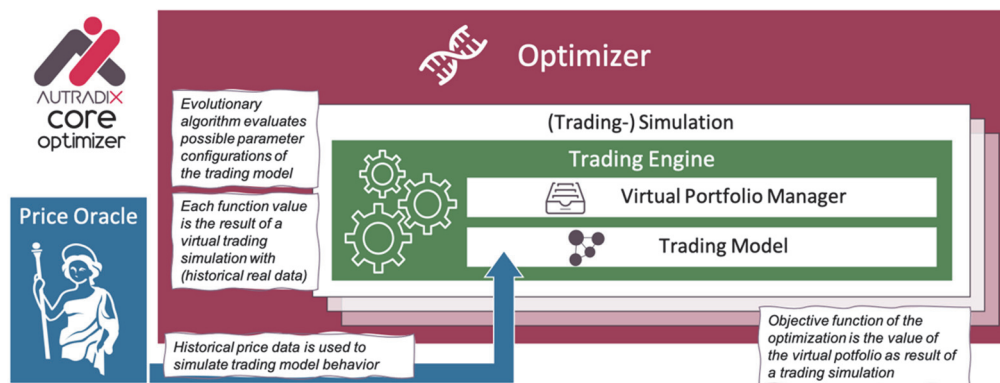 AUTRADIX
core
optimizer
Optimizer
Evolutionary
algorithm evaluates
possible parameter
configurations of
the trading model
(Trading-) Simulation
Trading Engine
Virtual Portfolio Manager
Trading Model
Each function value
is the result of a
virtual trading
simulation with
(historical real data)
Price Oracle
Historical price data is used to
simulate trading model behavior
Objective function of the
optimization is the value of
the virtual potfolio as result of
a trading simulation